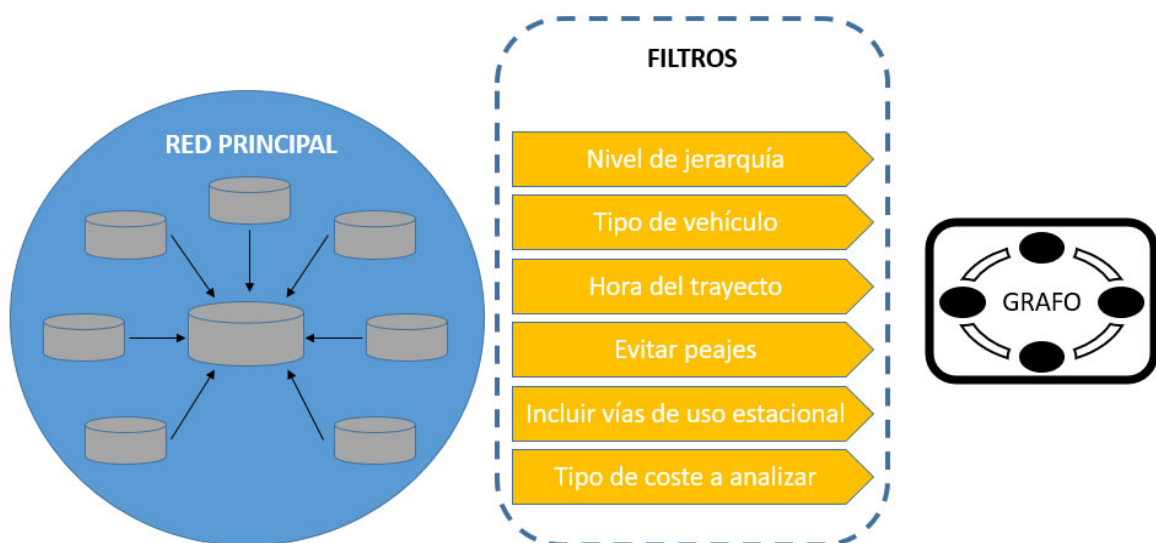 RED PRINCIPAL
FILTROS
Nivel de jerarquía
Tipo de vehículo
Hora del trayecto
Evitar peajes
Incluir vías de uso estacional
Tipo de coste a analizar
GRAFO